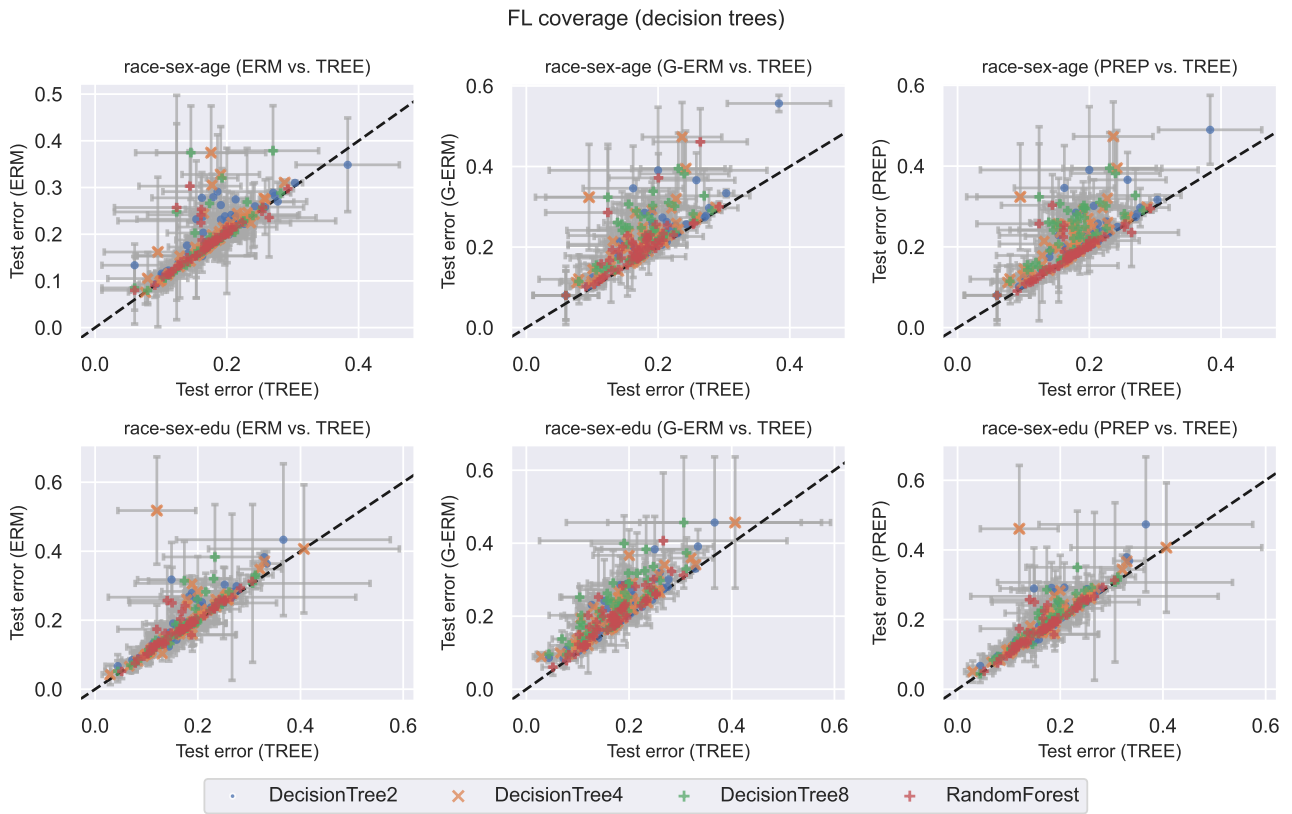 FL coverage (decision trees)
race-sex-age (ERM vs. TREE)
race-sex-age (G-ERM vs. TREE)
race-sex-age (PREP vs. TREE)
Test error (ERM)
0.5
0.4
0.3
0.2
0.1
0.0
0.0 0.2 0.4
Test error (TREE)
Test error (G-ERM)
0.6
0.4
0.2
0.0
0.0 0.2 0.4
Test error (TREE)
Test error (PREP)
0.6
0.4
0.2
0.0
0.0 0.2 0.4
Test error (TREE)
race-sex-edu (ERM vs. TREE)
race-sex-edu (G-ERM vs. TREE)
race-sex-edu (PREP vs. TREE)
Test error (ERM)
0.6
0.4
0.2
0.0
0.0 0.2 0.4 0.6
Test error (TREE)
Test error (G-ERM)
0.6
0.4
0.2
0.0
0.0 0.2 0.4 0.6
Test error (TREE)
Test error (PREP)
0.6
0.4
0.2
0.0
0.0 0.2 0.4 0.6
Test error (TREE)
DecisionTree2 DecisionTree4 DecisionTree8 RandomForest